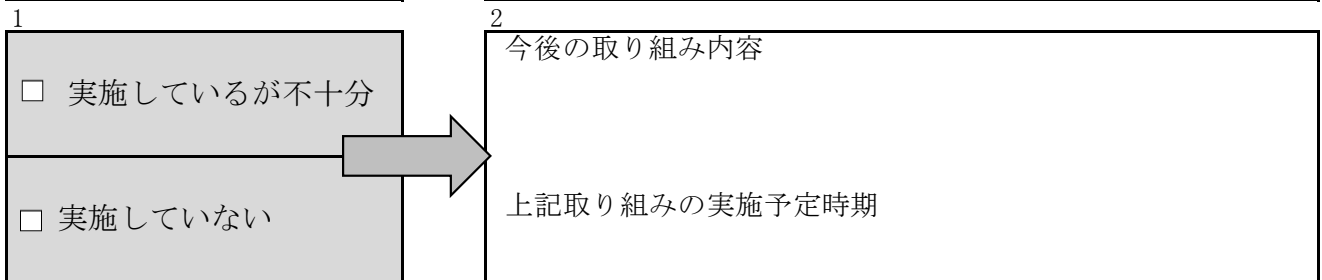 1
2
□ 実施しているが不十分
□ 実施していない
今後の取り組み内容
上記取り組みの実施予定時期